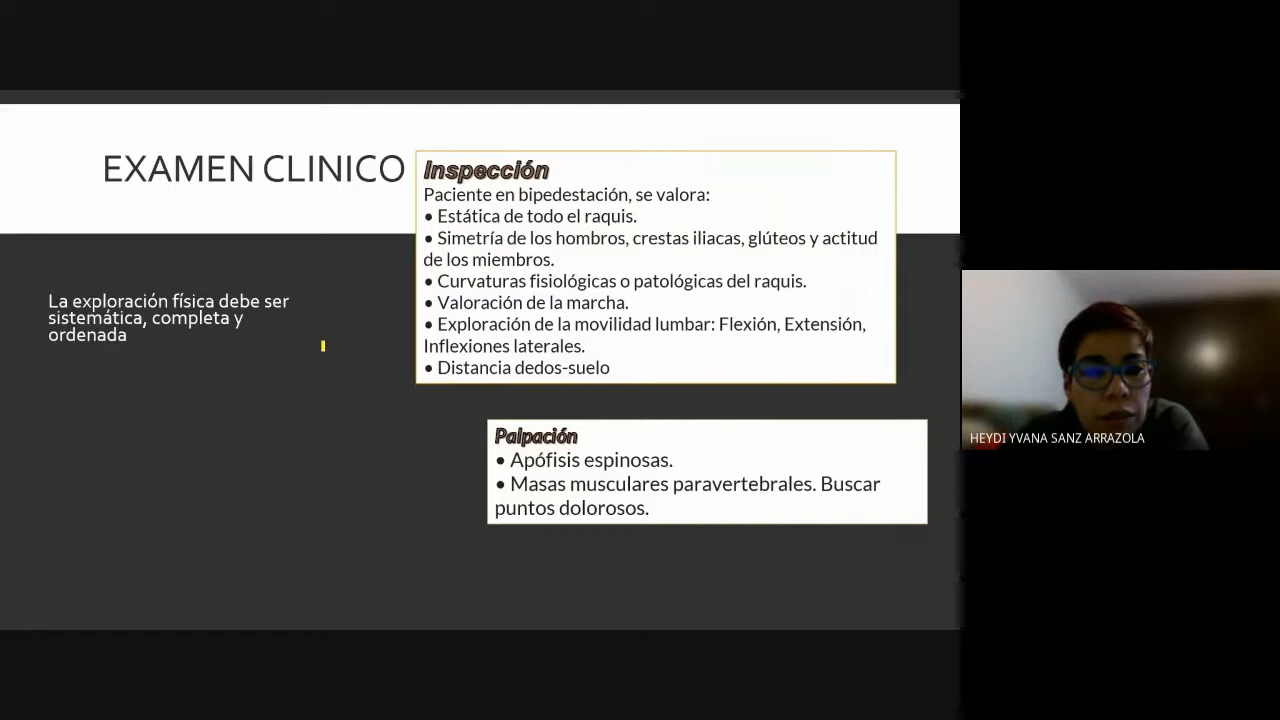 EXAMEN CLINICO
Inspección
Paciente en bipedestación, se valora:
• Estática de todo el raquis.
• Simetría de los hombros, crestas iliacas, glúteos y actitud
de los miembros.
• Curvaturas fisiológicas o patológicas del raquis.
• Valoración de la marcha.
• Exploración de la movilidad lumbar: Flexión, Extensión,
Inflexiones laterales.
• Distancia dedos-suelo
La exploración física debe ser
sistemática, completa y
ordenada
Palpación
• Apófisis espinosas.
• Masas musculares paravertebrales. Buscar
puntos dolorosos.
HEYDI YVANA SANZ ARRAZOLA